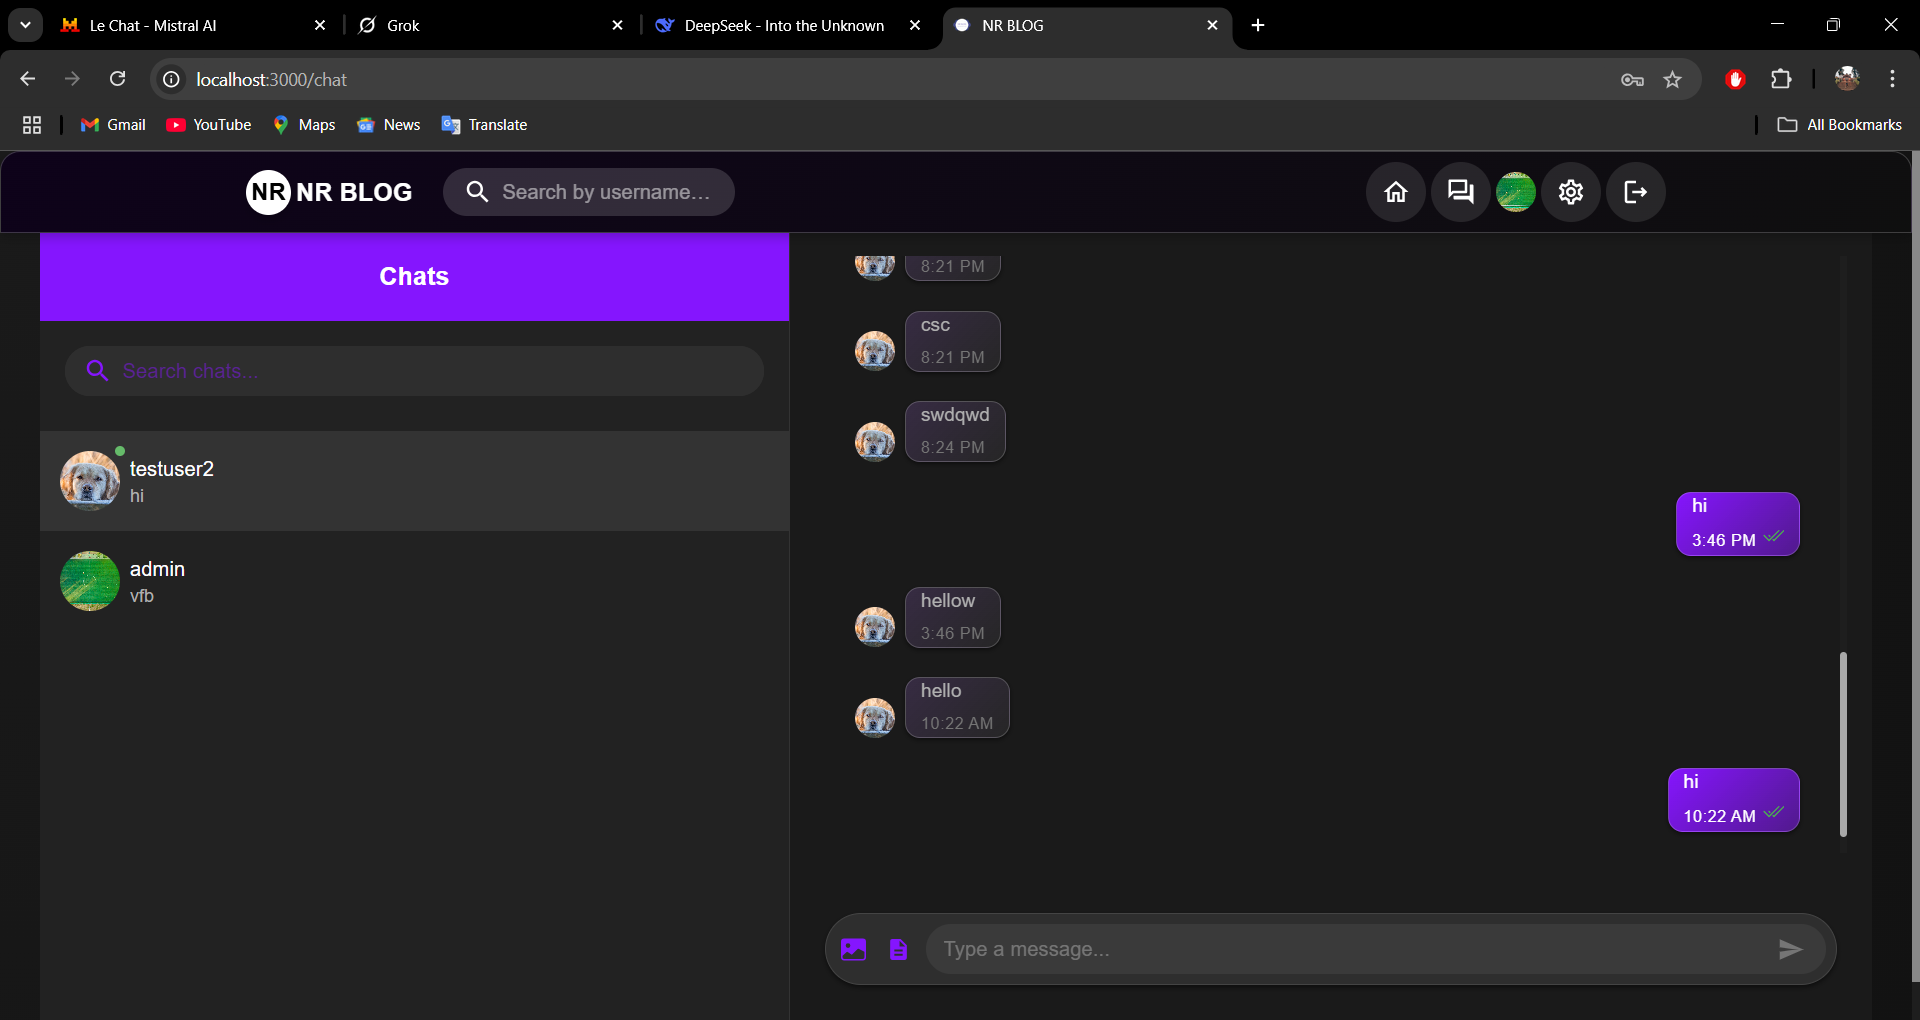 Le Chat - Mistral AI
Grok
DeepSeek - Into the Unknown
NR BLOG
localhost:3000/chat
Gmail
YouTube
Maps
News
Translate
All Bookmarks
NR NR BLOG
Search by username...
Chats
Search chats...
testuser2
hi
admin
vfb
8:21 PM
csc
8:21 PM
swdqwd
8:24 PM
hi
3:46 PM
hellow
3:46 PM
hello
10:22 AM
hi
10:22 AM
Type a message...